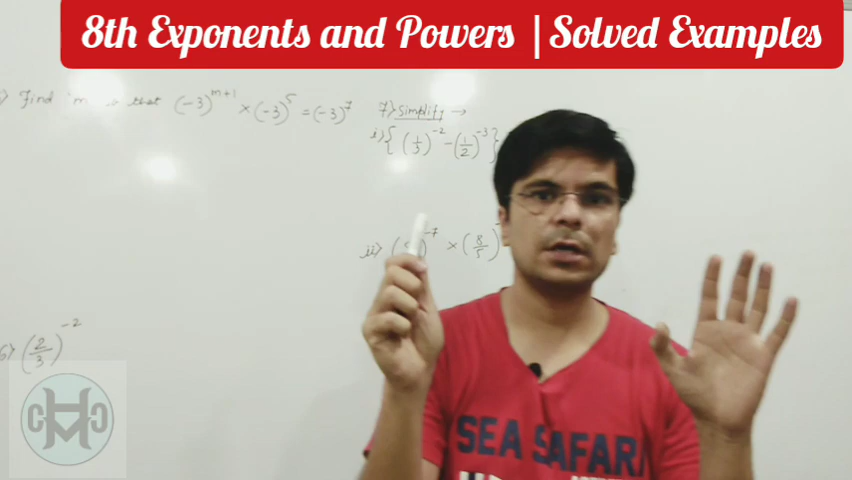 8th Exponents and Powers | Solved Examples
Find 'm' so that (-3)^{m+1} × (-3)^5 = (-3)^7
7) Simplify →
i) { (1/3)^{-2} - (1/2)^{-3} }
ii) ( )^{-7} × (8/5)^-
6) (2/3)^{-2}
SEA SAFARI